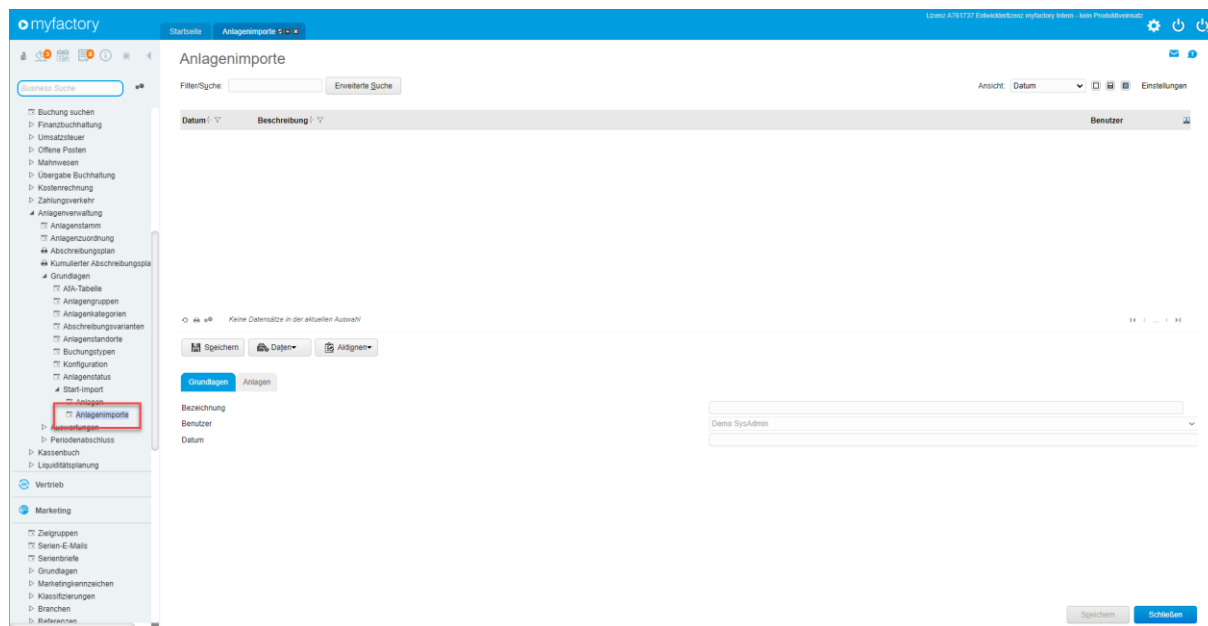 myfactory
Startseite
Anlagenimporte
Lizenz A761737 Entwicklerlizenz myfactory Intern - kein Produktiveinsatz
Business Suche
Buchung suchen
Finanzbuchhaltung
Umsatzsteuer
Offene Posten
Mahnwesen
Übergabe Buchhaltung
Kostenrechnung
Zahlungsverkehr
Anlagenverwaltung
Anlagenstamm
Anlagenzuordnung
Abschreibungsplan
Kumulierter Abschreibungspla
Grundlagen
AfA-Tabelle
Anlagengruppen
Anlagenkategorien
Abschreibungsvarianten
Anlagenstandorte
Buchungstypen
Konfiguration
Anlagenstatus
Start-Import
Anlagen
Anlagenimporte
Auswertungen
Periodenabschluss
Kassenbuch
Liquiditätsplanung
Vertrieb
Marketing
Zielgruppen
Serien-E-Mails
Serienbriefe
Grundlagen
Marketingkennzeichen
Klassifizierungen
Branchen
Referenzen
Anlagenimporte
Filter/Suche:
Erweiterte Suche
Ansicht: Datum
Einstellungen
Datum Beschreibung Benutzer
Keine Datensätze in der aktuellen Auswahl
Speichern Daten Aktionen
Grundlagen Anlagen
Bezeichnung
Benutzer Demo SysAdmin
Datum
Speichern Schließen